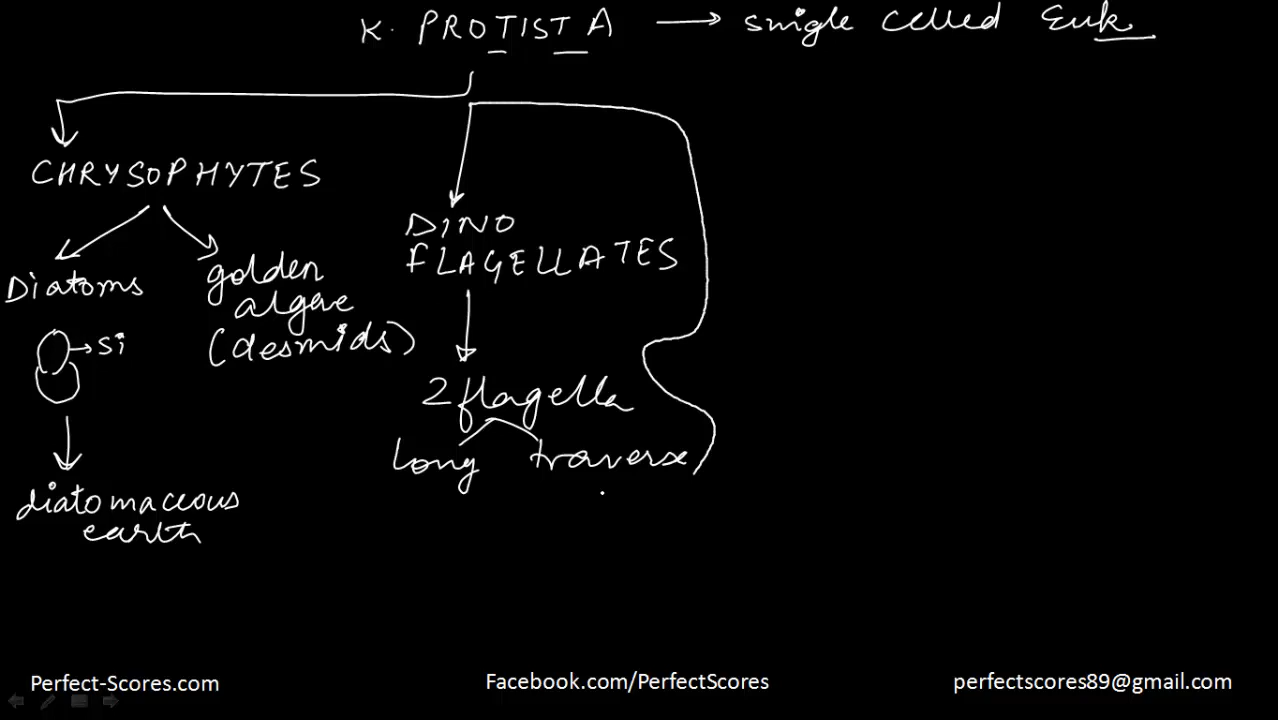 K. PROTISTA → single celled Euk
CHRYSOPHYTES
Diatoms
golden
algae
(desmids)
→ Si
diatomaceous
earth
DINO
FLAGELLATES
2 flagella
long traverse
Perfect-Scores.com
Facebook.com/PerfectScores
perfectscores89@gmail.com